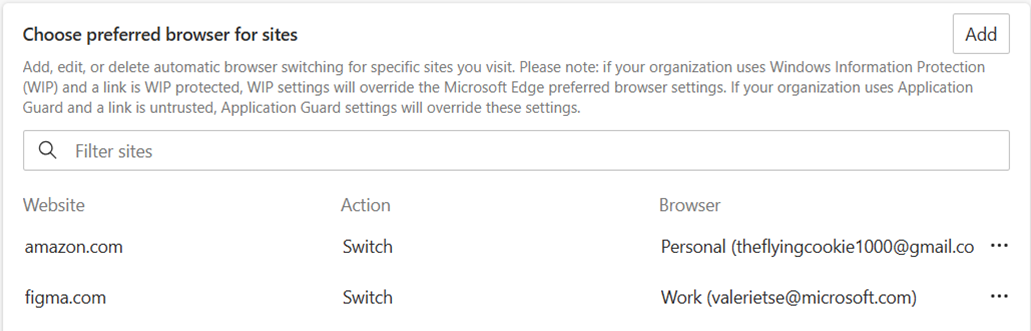 Choose preferred browser for sites
Add
Add, edit, or delete automatic browser switching for specific sites you visit. Please note: if your organization uses Windows Information Protection
(WIP) and a link is WIP protected, WIP settings will override the Microsoft Edge preferred browser settings. If your organization uses Application
Guard and a link is untrusted, Application Guard settings will override these settings.
Filter sites
Website Action Browser
amazon.com Switch Personal (theflyingcookie1000@gmail.co ...
figma.com Switch Work (valerietse@microsoft.com) ...